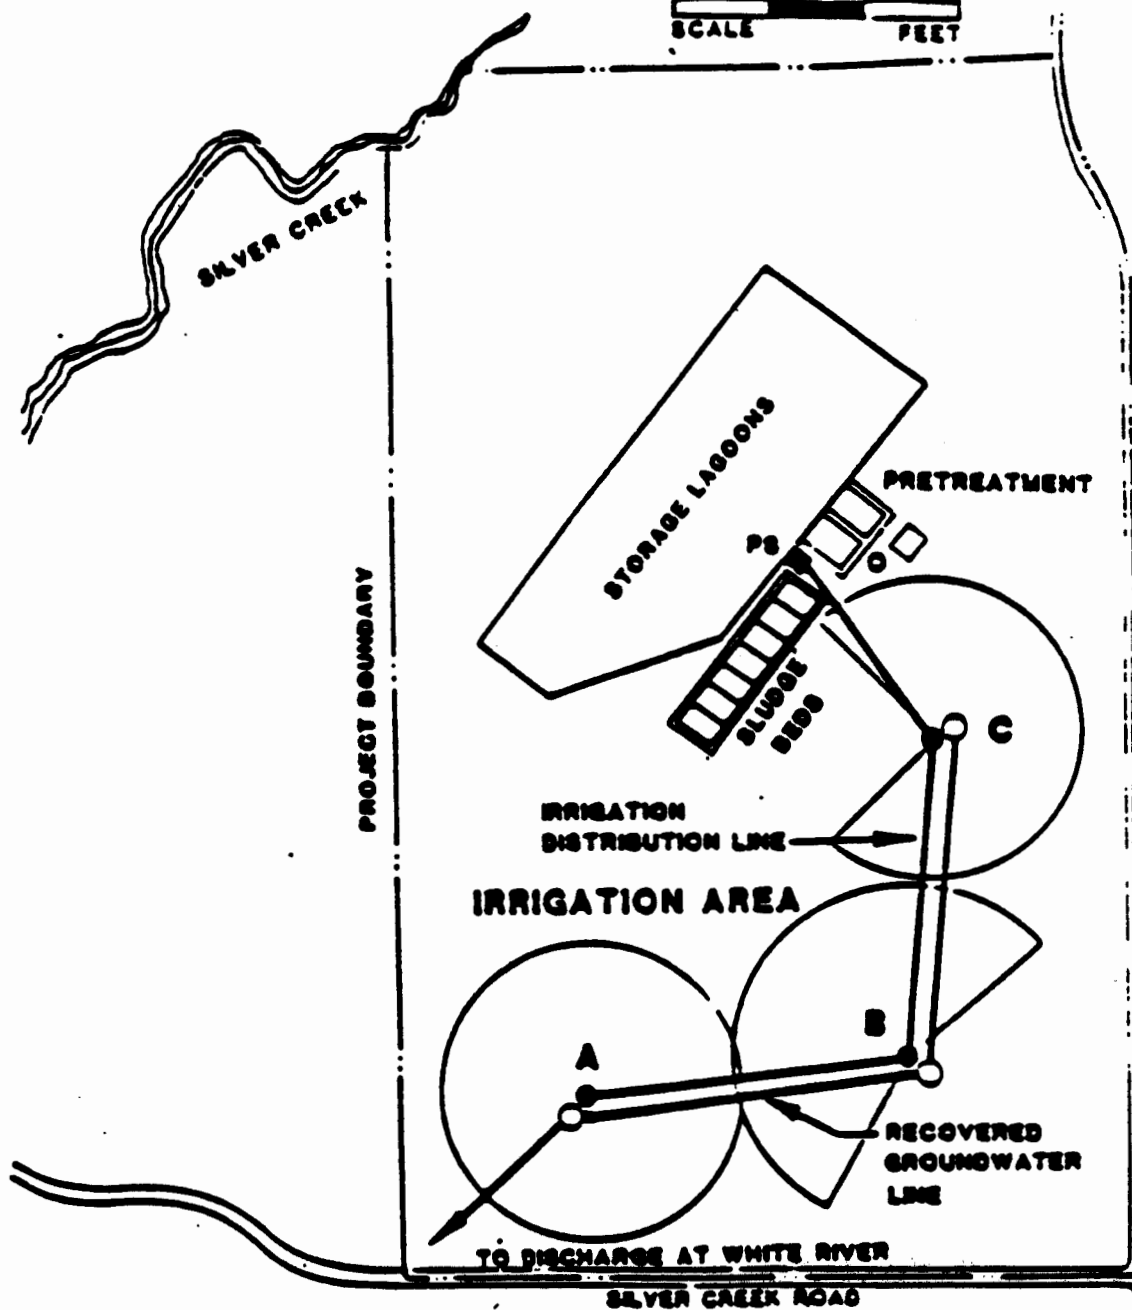 SCALE FEET
SILVER CREEK
STORAGE LAGOONS
PRETREATMENT
PS
PROJECT BOUNDARY
SLUDGE
BEDS
C
IRRIGATION
DISTRIBUTION LINE
IRRIGATION AREA
B
A
RECOVERED
GROUNDWATER
LINE
TO DISCHARGE AT WHITE RIVER
SILVER CREEK ROAD